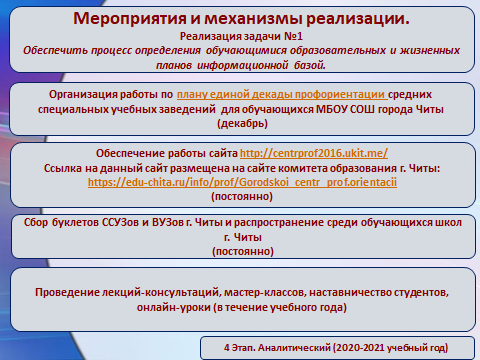 Мероприятия и механизмы реализации.
Реализация задачи №1
Обеспечить процесс определения обучающимися образовательных и жизненных
планов информационной базой.
Организация работы по плану единой декады профориентации средних
специальных учебных заведений для обучающихся МБОУ СОШ города Читы
(декабрь)
Обеспечение работы сайта http://centrprof2016.ukit.me/
Ссылка на данный сайт размещена на сайте комитета образования г. Читы:
https://edu-chita.ru/info/prof/Gorodskoi_centr_prof.orientacii
(постоянно)
Сбор буклетов ССУЗов и ВУЗов г. Читы и распространение среди обучающихся школ
г. Читы
(постоянно)
Проведение лекций-консультаций, мастер-классов, наставничество студентов,
онлайн-уроки (в течение учебного года)
4 Этап. Аналитический (2020-2021 учебный год)